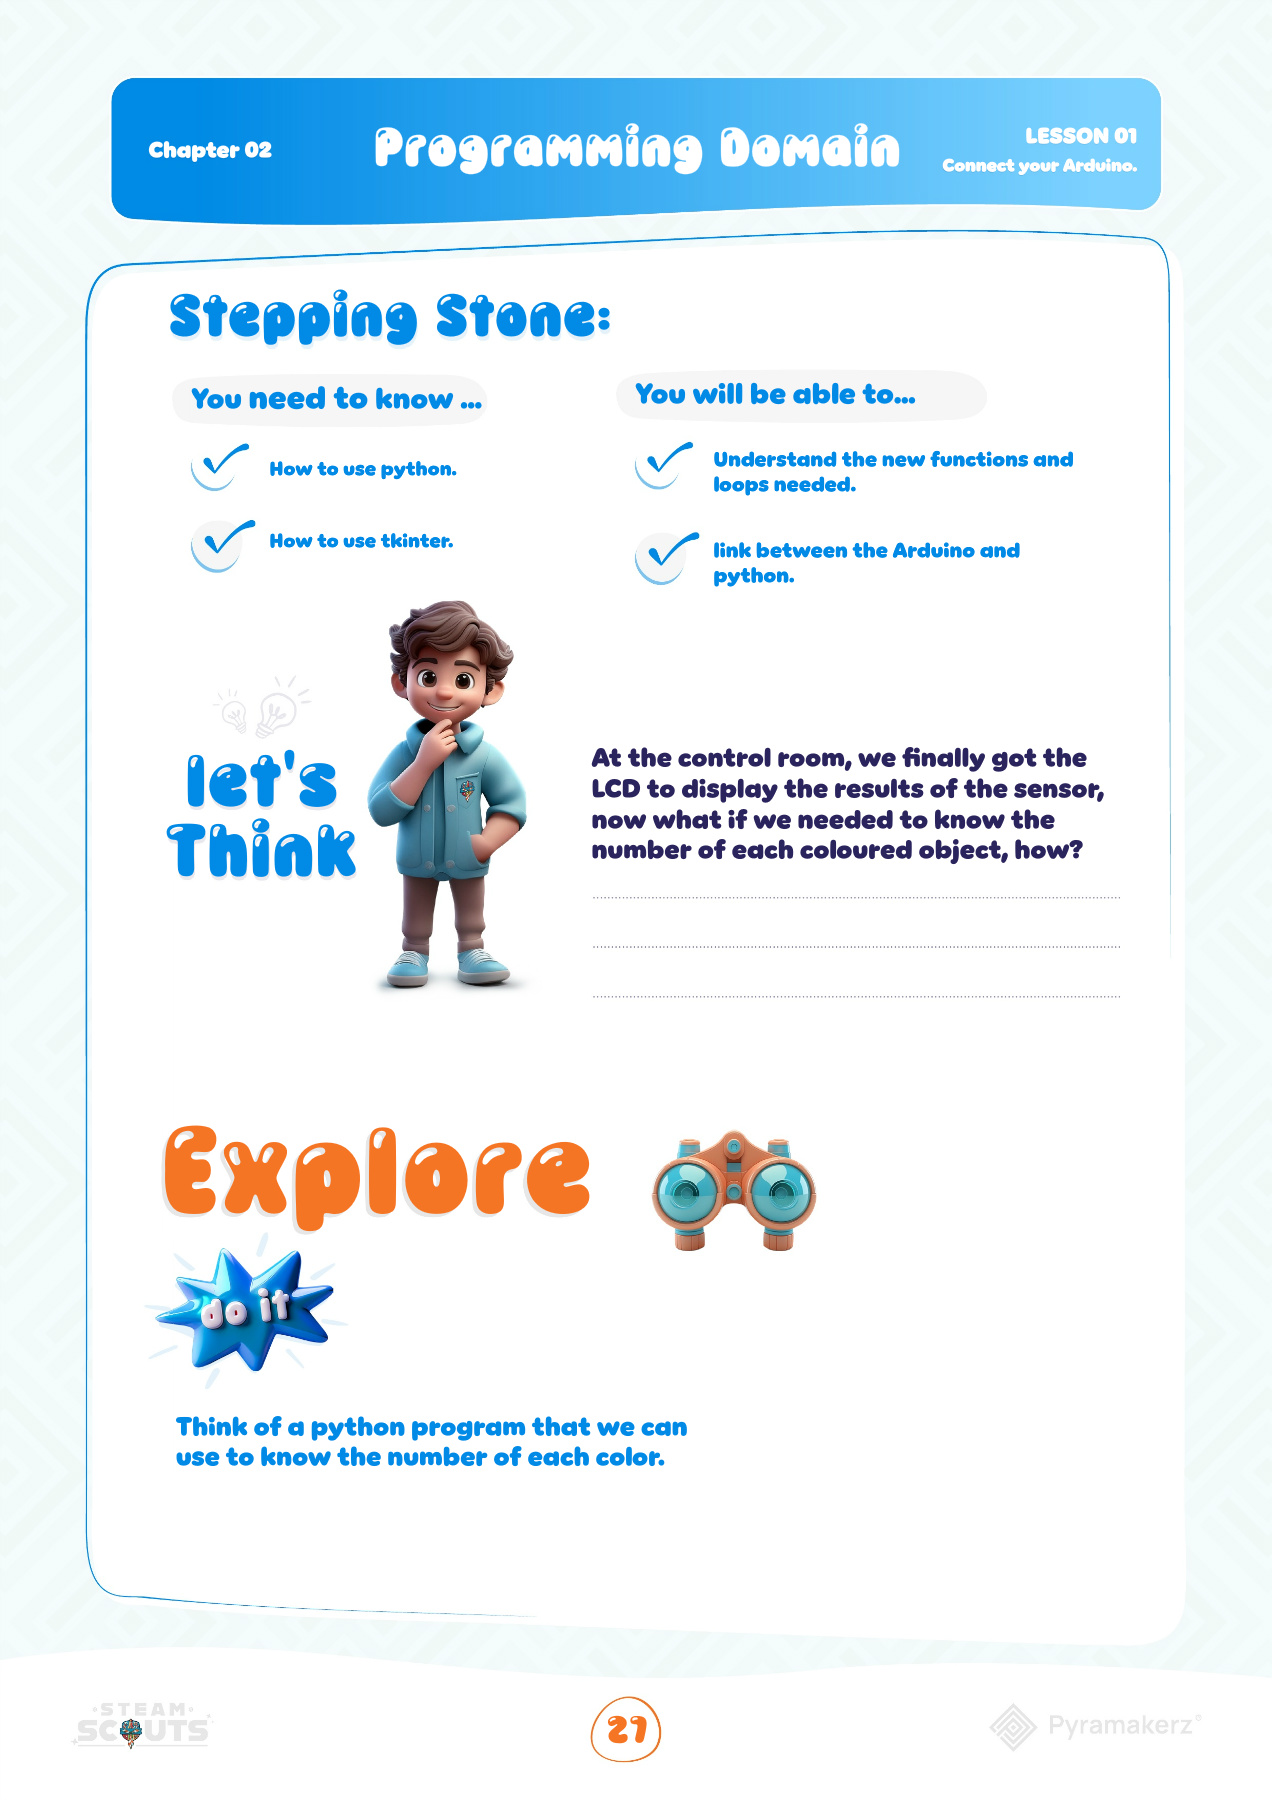 Chapter 02
Programming Domain
LESSON 01
Connect your Arduino.
Stepping Stone:
You need to know ...
How to use python.
How to use tkinter.
You will be able to...
Understand the new functions and
loops needed.
link between the Arduino and
python.
let's
Think
At the control room, we finally got the
LCD to display the results of the sensor,
now what if we needed to know the
number of each coloured object, how?
Explore
do it
Think of a python program that we can
use to know the number of each color.
STEAM
SCOUTS
27
Pyramakerz